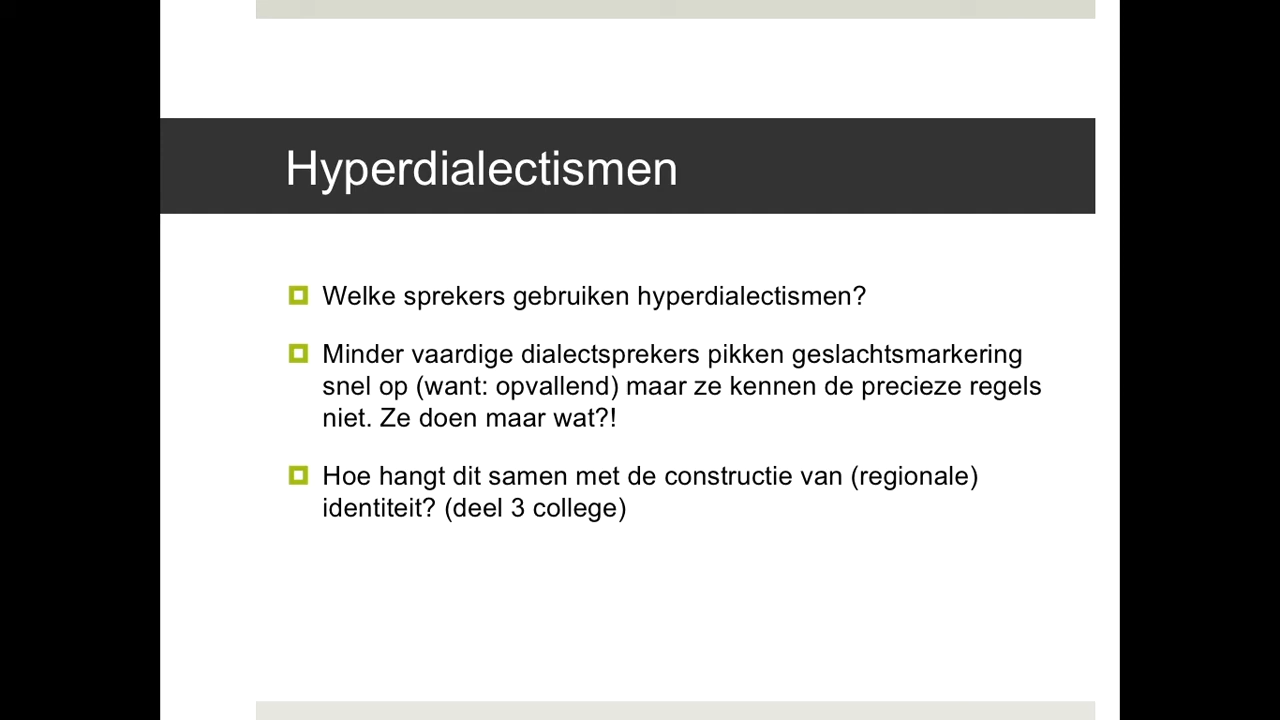 Hyperdialectismen
Welke sprekers gebruiken hyperdialectismen?
Minder vaardige dialectsprekers pikken geslachtsmarkering
snel op (want: opvallend) maar ze kennen de precieze regels
niet. Ze doen maar wat?!
Hoe hangt dit samen met de constructie van (regionale)
identiteit? (deel 3 college)